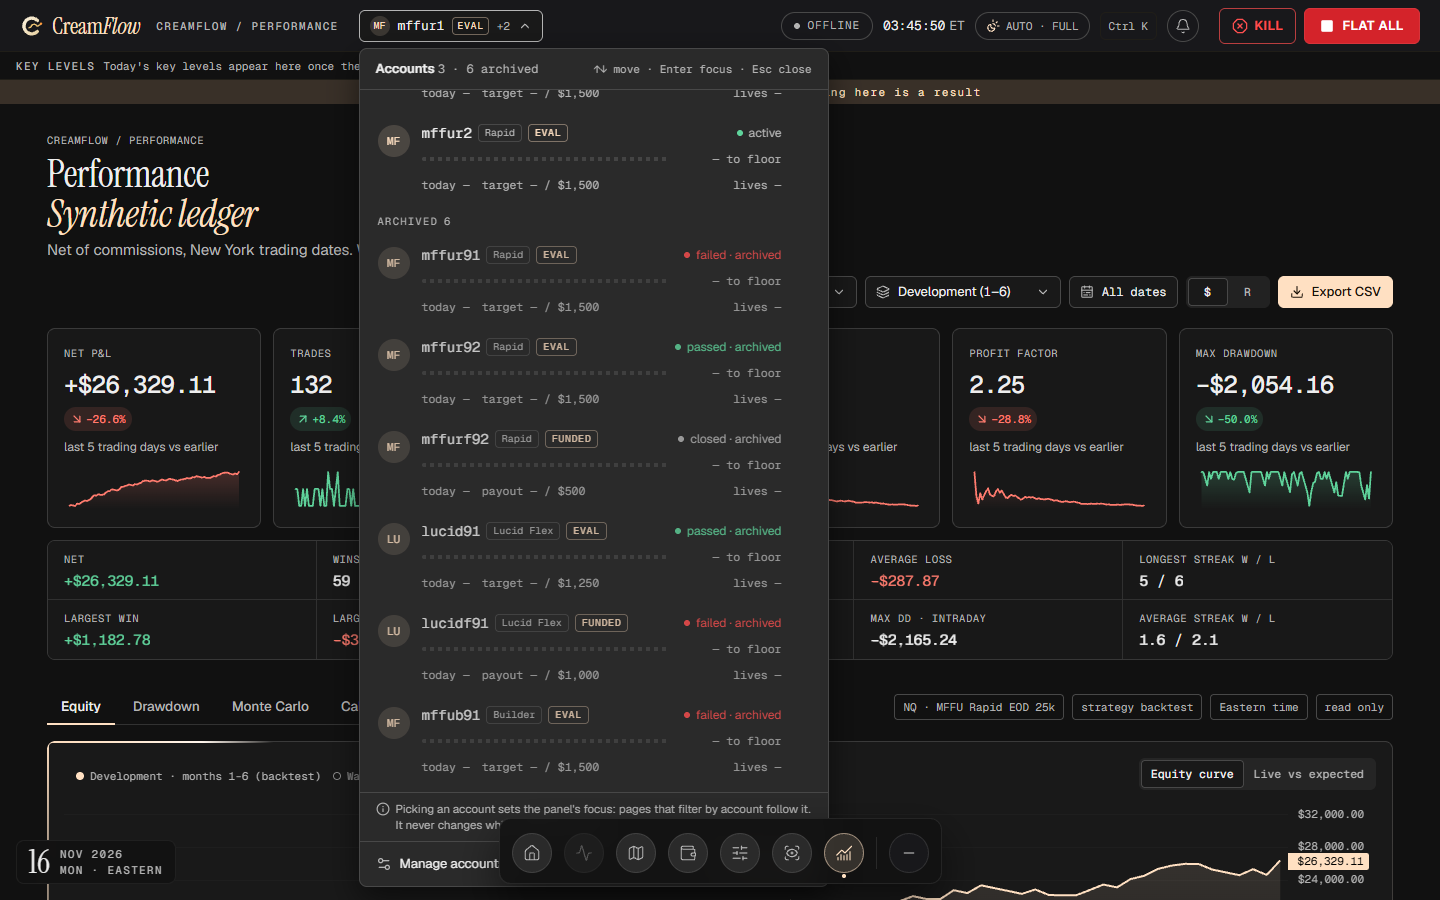 CreamFlow
CREAMFLOW / PERFORMANCE
MF mffur1 EVAL +2
OFFLINE
03:45:50 ET
AUTO · FULL
Ctrl K
KILL
FLAT ALL
KEY LEVELS Today's key levels appear here once the
Accounts 3 · 6 archived
move · Enter focus · Esc close
ng here is a result
today — target — / $1,500 lives —
MF mffur2 Rapid EVAL active
— to floor
today — target — / $1,500 lives —
ARCHIVED 6
MF mffur91 Rapid EVAL failed · archived
— to floor
today — target — / $1,500 lives —
MF mffur92 Rapid EVAL passed · archived
— to floor
today — target — / $1,500 lives —
MF mffurf92 Rapid FUNDED closed · archived
— to floor
today — payout — / $500 lives —
LU lucid91 Lucid Flex EVAL passed · archived
— to floor
today — target — / $1,250 lives —
LU lucidf91 Lucid Flex FUNDED failed · archived
— to floor
today — payout — / $1,000 lives —
MF mffub91 Builder EVAL failed · archived
— to floor
today — target — / $1,500 lives —
Picking an account sets the panel's focus: pages that filter by account follow it.
It never changes wh
Manage account
CREAMFLOW / PERFORMANCE
Performance
Synthetic ledger
Net of commissions, New York trading dates.
Development (1–6)
All dates
$ R
Export CSV
NET P&L
+$26,329.11
-26.6%
last 5 trading days vs earlier
TRADES
132
+8.4%
last 5 trading
ays vs earlier
PROFIT FACTOR
2.25
-28.8%
last 5 trading days vs earlier
MAX DRAWDOWN
-$2,054.16
-50.0%
last 5 trading days vs earlier
NET
+$26,329.11
WINS
59
AVERAGE LOSS
-$287.87
LONGEST STREAK W / L
5 / 6
LARGEST WIN
+$1,182.78
LARG
-$3
MAX DD · INTRADAY
-$2,165.24
AVERAGE STREAK W / L
1.6 / 2.1
Equity Drawdown Monte Carlo Ca
NQ · MFFU Rapid EOD 25k
strategy backtest
Eastern time
read only
Development · months 1-6 (backtest) Wa
Equity curve Live vs expected
$32,000.00
$28,000.00
$26,329.11
$24,000.00
16 NOV 2026
MON · EASTERN